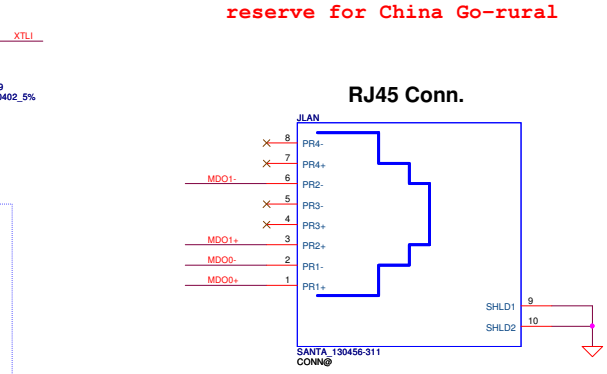 reserve for China Go-rural
XTLI
0402_5%
RJ45 Conn.
JLAN
8 PR4-
7 PR4+
MDO1- 6 PR2-
5 PR3-
4 PR3+
MDO1+ 3 PR2+
MDO0- 2 PR1-
MDO0+ 1 PR1+
SHLD1 9
SHLD2 10
SANTA_130456-311
CONN@